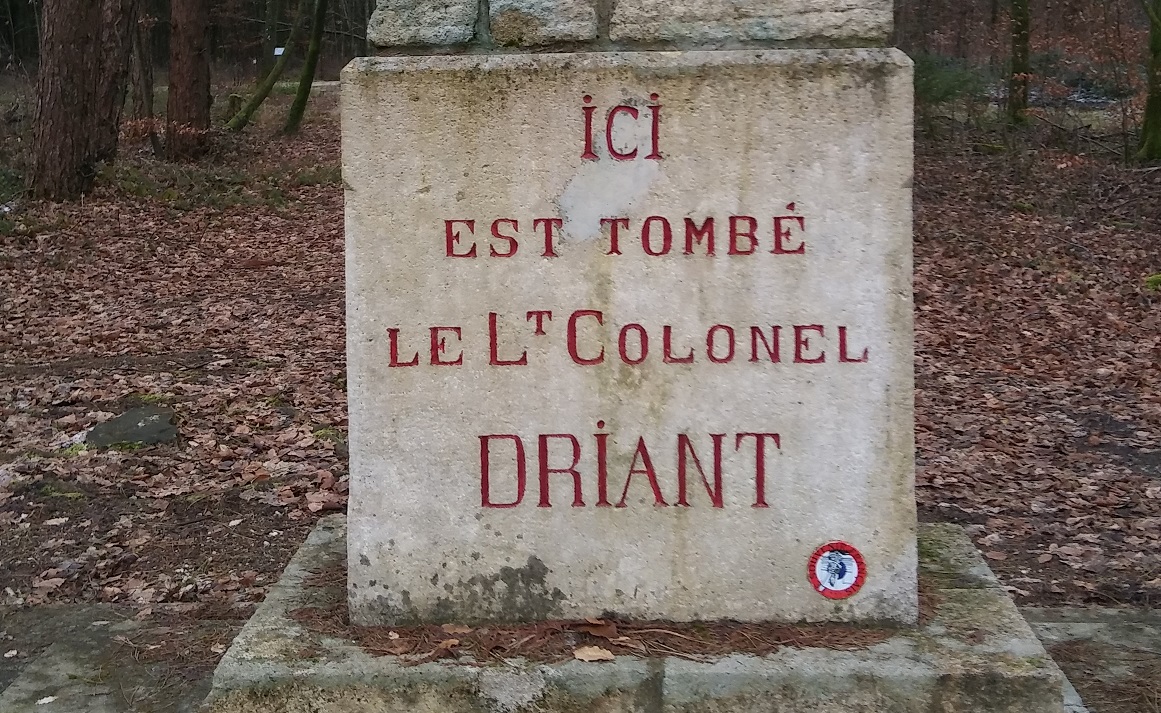 iCi
EST TOMBÉ
LE LT COLONEL
DRiANT